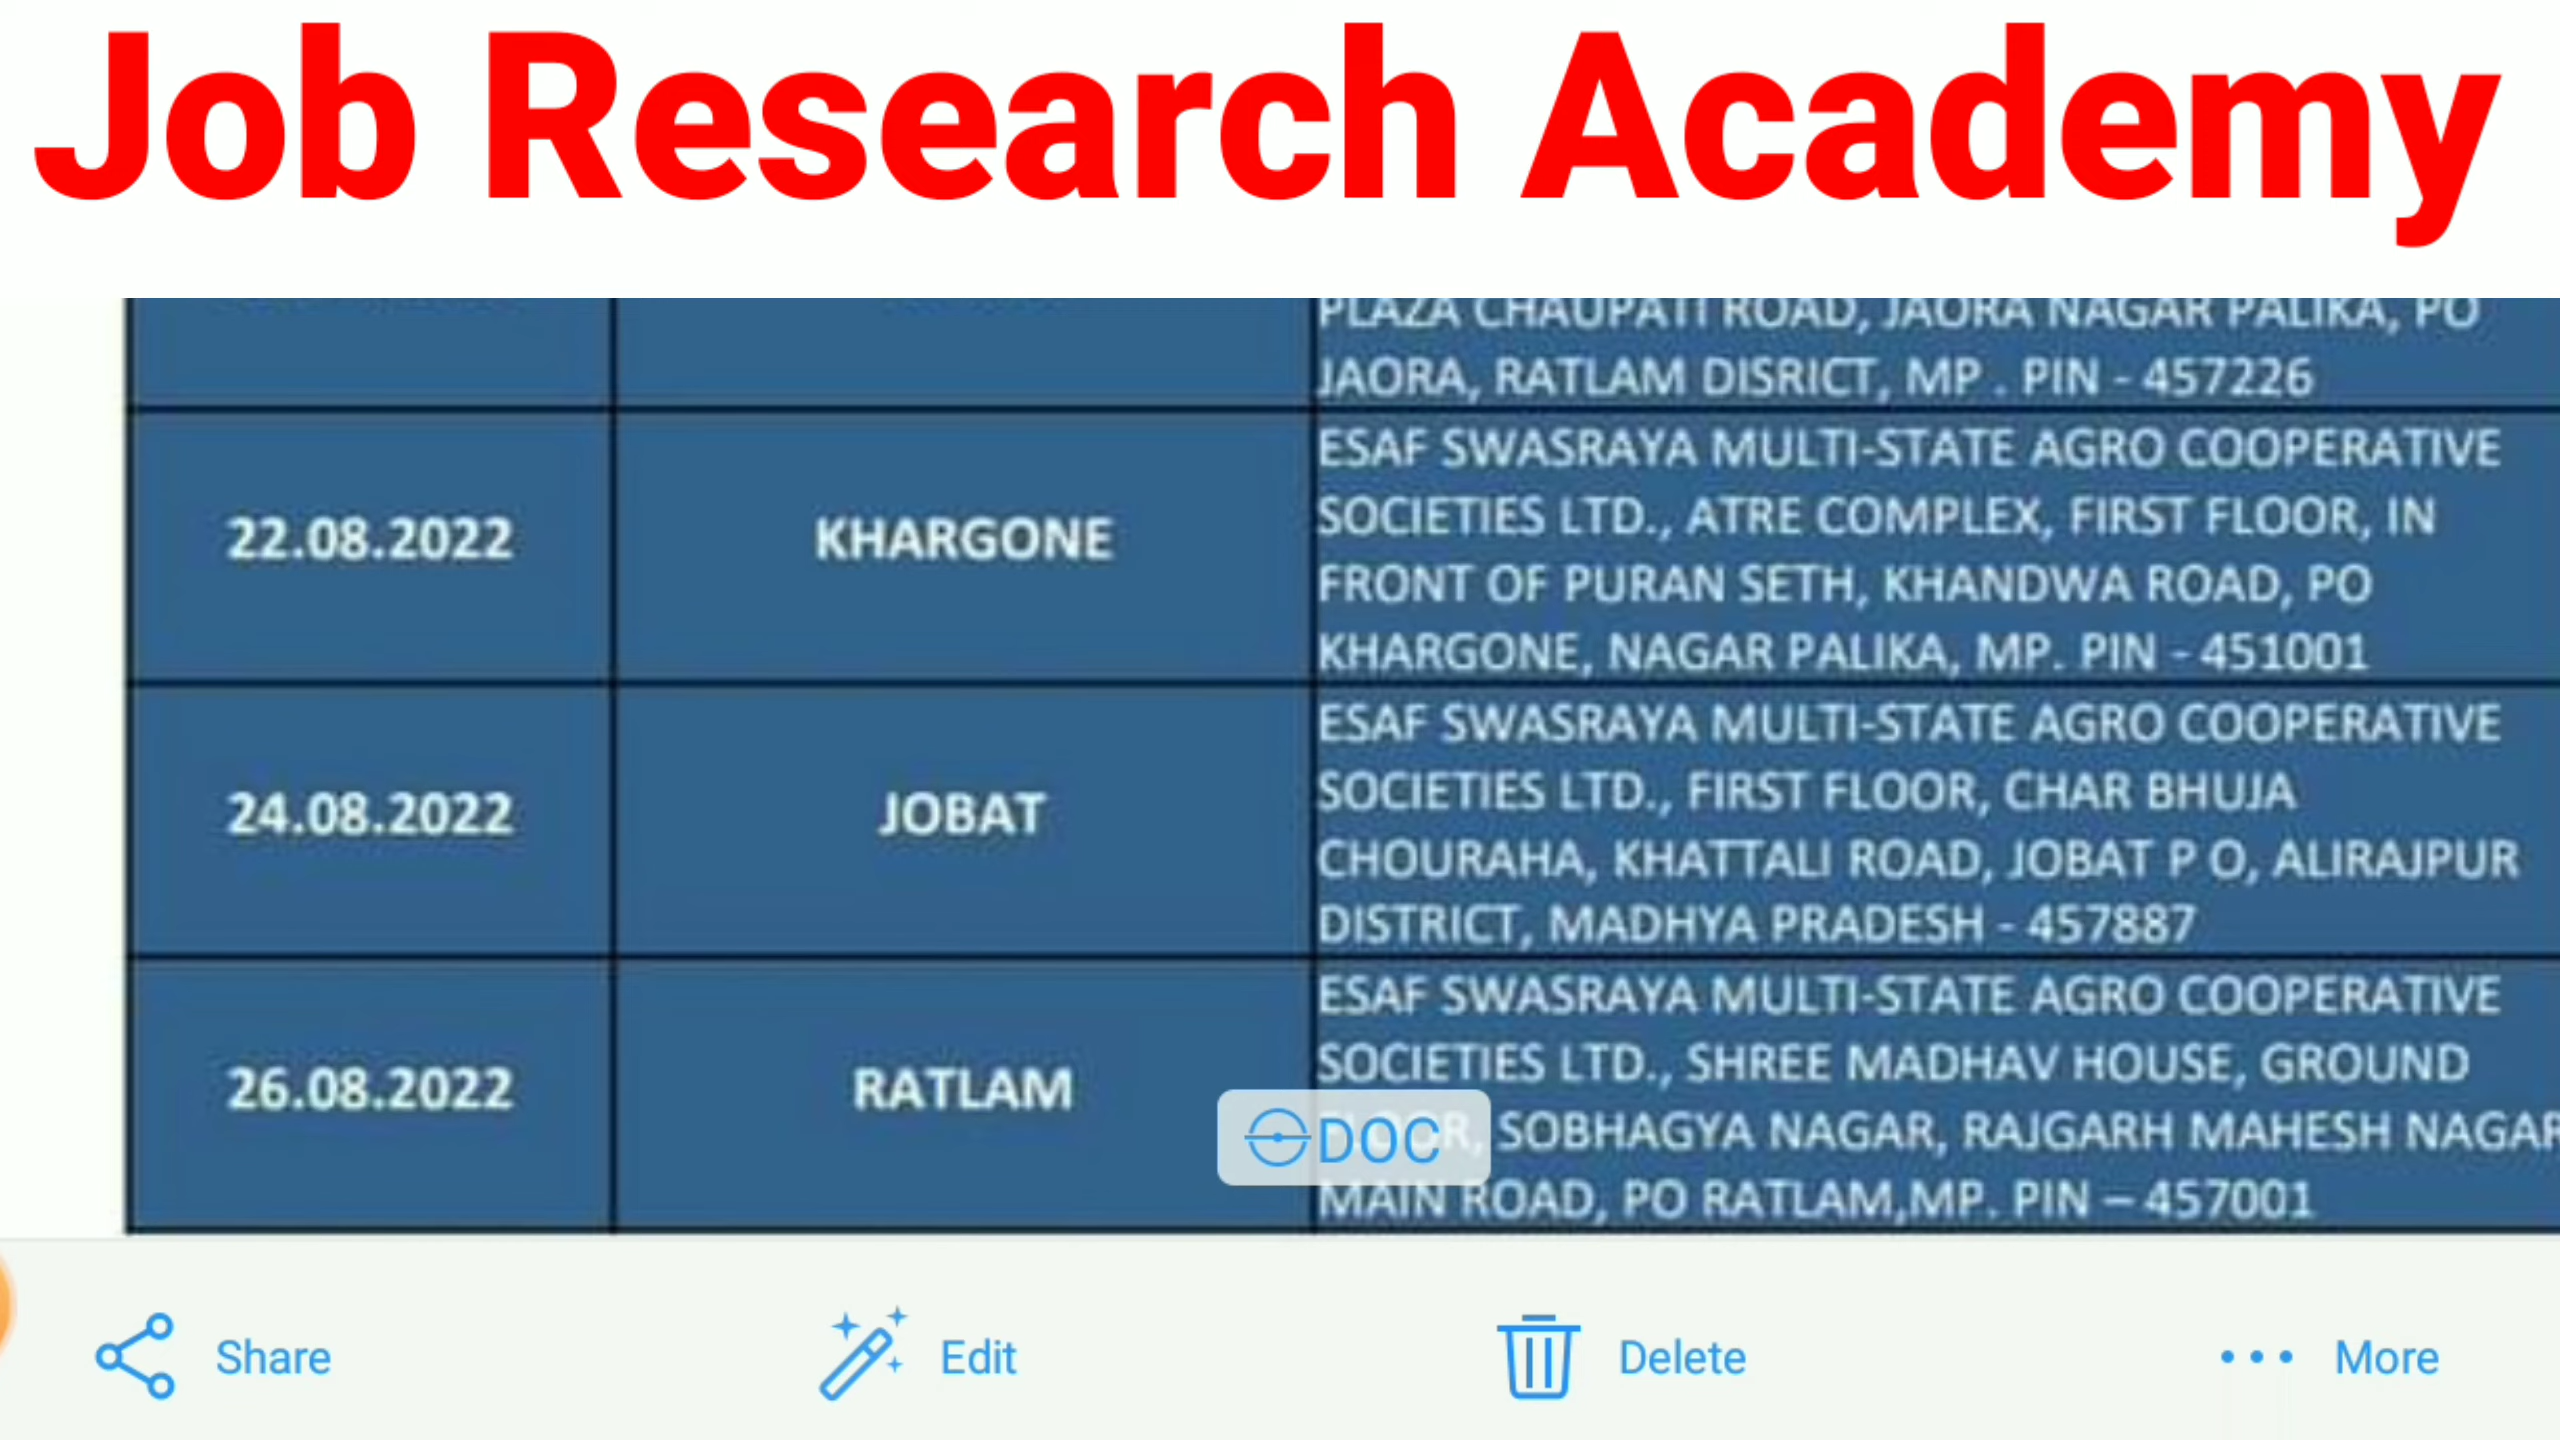 Job Research Academy
PLAZA CHAUPATI ROAD, JAORA NAGAR PALIKA, PO
JAORA, RATLAM DISRICT, MP . PIN - 457226
22.08.2022
KHARGONE
ESAF SWASRAYA MULTI-STATE AGRO COOPERATIVE
SOCIETIES LTD., ATRE COMPLEX, FIRST FLOOR, IN
FRONT OF PURAN SETH, KHANDWA ROAD, PO
KHARGONE, NAGAR PALIKA, MP. PIN - 451001
24.08.2022
JOBAT
ESAF SWASRAYA MULTI-STATE AGRO COOPERATIVE
SOCIETIES LTD., FIRST FLOOR, CHAR BHUJA
CHOURAHA, KHATTALI ROAD, JOBAT P O, ALIRAJPUR
DISTRICT, MADHYA PRADESH - 457887
26.08.2022
RATLAM
ESAF SWASRAYA MULTI-STATE AGRO COOPERATIVE
SOCIETIES LTD., SHREE MADHAV HOUSE, GROUND
FLOOR, SOBHAGYA NAGAR, RAJGARH MAHESH NAGAR
MAIN ROAD, PO RATLAM,MP. PIN – 457001
DOC
Share
Edit
Delete
More